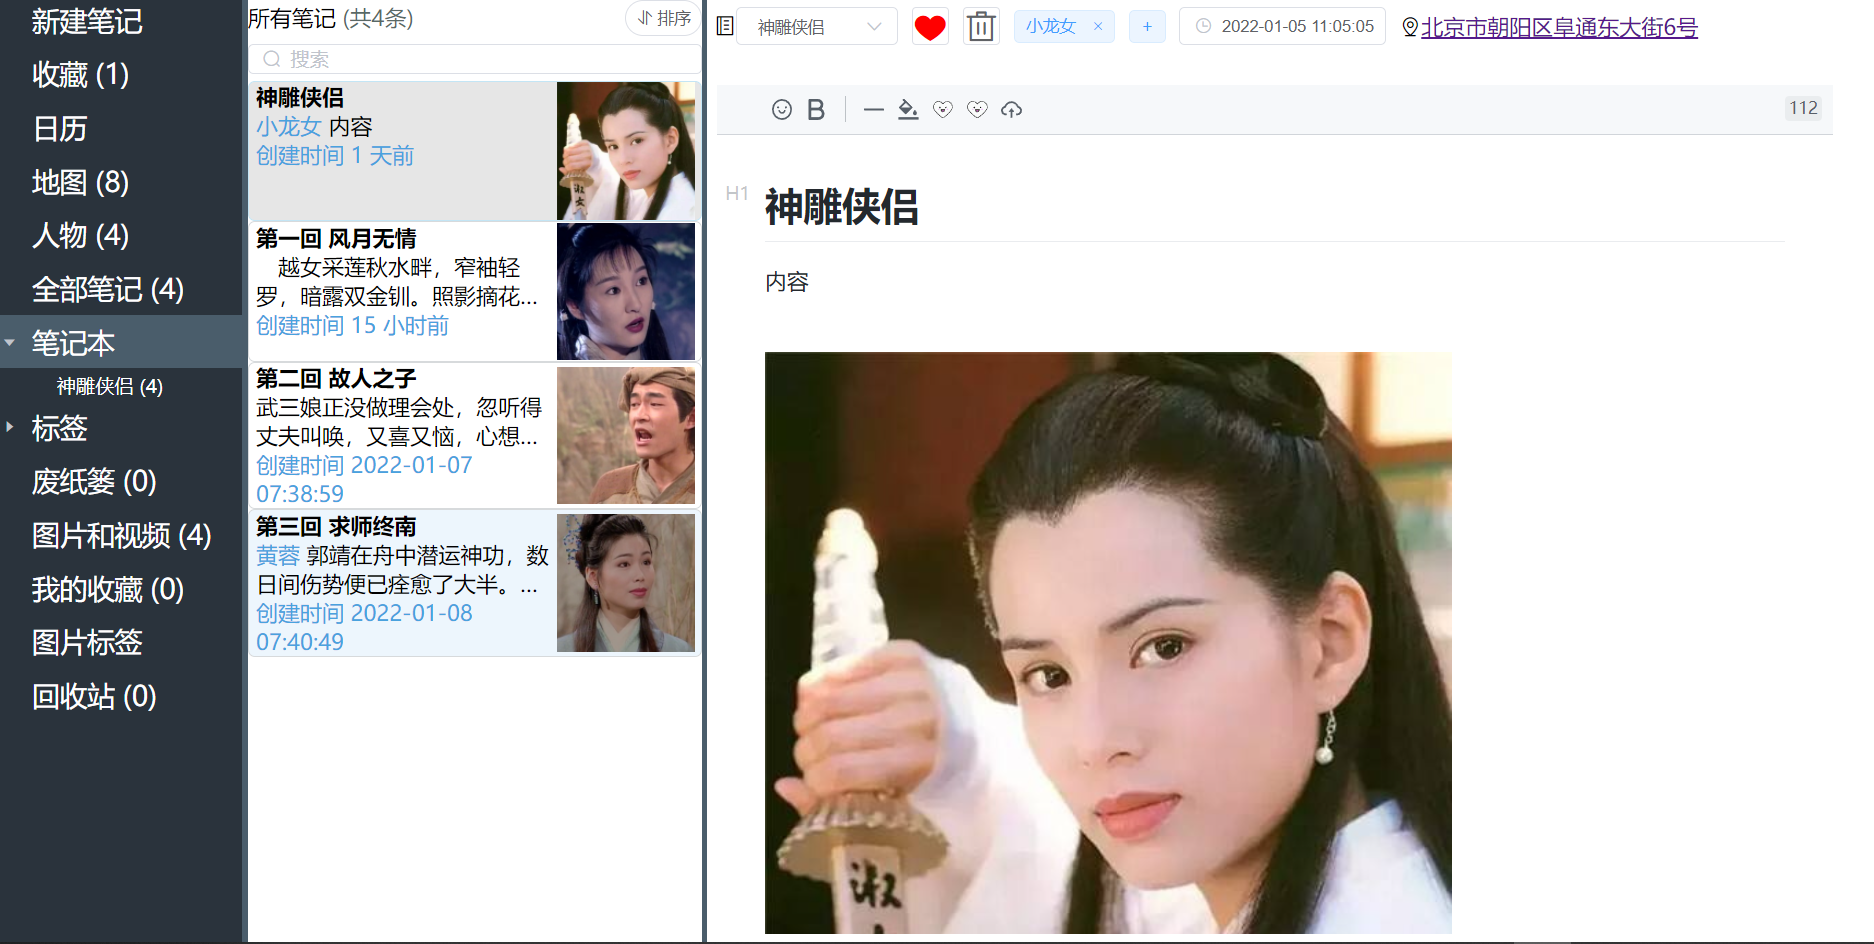 新建笔记
收藏 (1)
日历
地图 (8)
人物 (4)
全部笔记 (4)
笔记本
神雕侠侣 (4)
标签
废纸篓 (0)
图片和视频 (4)
我的收藏 (0)
图片标签
回收站 (0)
所有笔记 (共4条)
排序
搜索
神雕侠侣
小龙女 内容
创建时间 1 天前
第一回 风月无情
越女采莲秋水畔，窄袖轻
罗，暗露双金钏。照影摘花...
创建时间 15 小时前
第二回 故人之子
武三娘正没做理会处，忽听得
丈夫叫唤，又喜又恼，心想...
创建时间 2022-01-07
07:38:59
第三回 求师终南
黄蓉 郭靖在舟中潜运神功，数
日间伤势便已痊愈了大半。...
创建时间 2022-01-08
07:40:49
神雕侠侣
小龙女 ×
+
2022-01-05 11:05:05
北京市朝阳区阜通东大街6号
B
112
H1
神雕侠侣
内容
淑
女